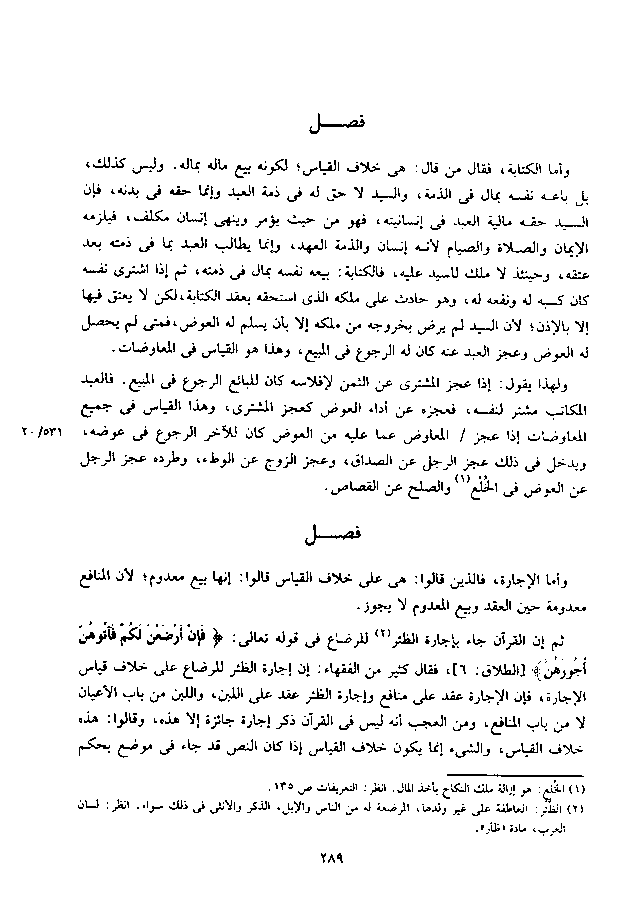 فصـــل
وأما الكتابة، فقال من قال: هى خلاف القياس؛ لكونه بيع ماله بماله. وليس كذلك،
بل باعـه نفسه بمال فى الذمة، والسيد لا حق له فى ذمة العبد وإنما حقه فى بدنه، فإن
السـيد حقـه مالية العبد فى إنسانيته، فهو من حيث يؤمر وينهى إنسان مكلف، فيلزمه
الإيمان والصلاة والصيام لأنـه إنسان والذمة العهد، وإنما يطالب العبد بما فى ذمته بعد
عتقه، وحينئذ لا ملك للسيد عليه، فالكتابة: بيعه نفسه بمال فى ذمته، ثم إذا اشترى نفسه
كان كسبه له ونفعه له، وهو حادث على ملكه الذى استحقه بعقد الكتابة،لكن لا يعتق فيها
إلا بالإذن؛ لأن السيد لم يرض بخروجه من ملكه إلا بأن يسلم له العوض،فمتى لم يحصل
له العوض وعجز العبد عنه كان له الرجوع فى المبيع، وهذا هو القياس فى المعاوضات.
ولهذا يقول: إذا عجز المشترى عن الثمن لإفلاسه كان للبائع الرجوع فى المبيع. فالعبد
المكاتب مشتر لنفسه، فعجزه عن أداء العوض كعجز المشترى، وهذا القياس فى جميع
المعاوضات إذا عجز / المعاوض عما عليه من العوض كان للآخر الرجوع فى عوضه،
٢٠/٥٣١
ويدخل فى ذلك عجز الرجل عن الصداق، وعجز الزوج عن الوطء، وطرده عجز الرجل
عن العوض فى الخُلْع(١) والصلح عن القصاص.
فصـــل
وأما الإجارة، فالذين قالوا: هى على خلاف القياس قالوا: إنها بيع معدوم؛ لأن المنافع
معدومة حين العقد وبيع المعدوم لا يجوز.
ثم إن القرآن جاء بإجارة الظئر(٢) للرضاع فى قوله تعالى: ﴿ فَإِنْ أَرْضَعْنَ لَكُمْ فَآتُوهُنَّ
أُجُورَهُنَّ﴾ [الطلاق: ٦]، فقال كثير من الفقهاء: إن إجارة الظئر للرضاع على خلاف قياس
الإجارة، فإن الإجارة عقد على منافع وإجارة الظئر عقد على اللبن، واللبن من باب الأعيان
لا من باب المنافع، ومن العجب أنه ليس فى القرآن ذكر إجارة جائزة إلا هذه، وقالوا: هذه
خلاف القياس، والشىء إنما يكون خلاف القياس إذا كان النص قد جاء فى موضع بحكم
(١) الخُلْع: هو إزالة ملك النكاح بأخذ المال. انظر: التعريفات ص ١٣٥.
(٢) الظّئْر: العاطفة على غير ولدها، المرضعة له من الناس والإبل، الذكر والأنثى فى ذلك سواء. انظر: لسان
العرب، مادة «ظأر».
٢٨٩